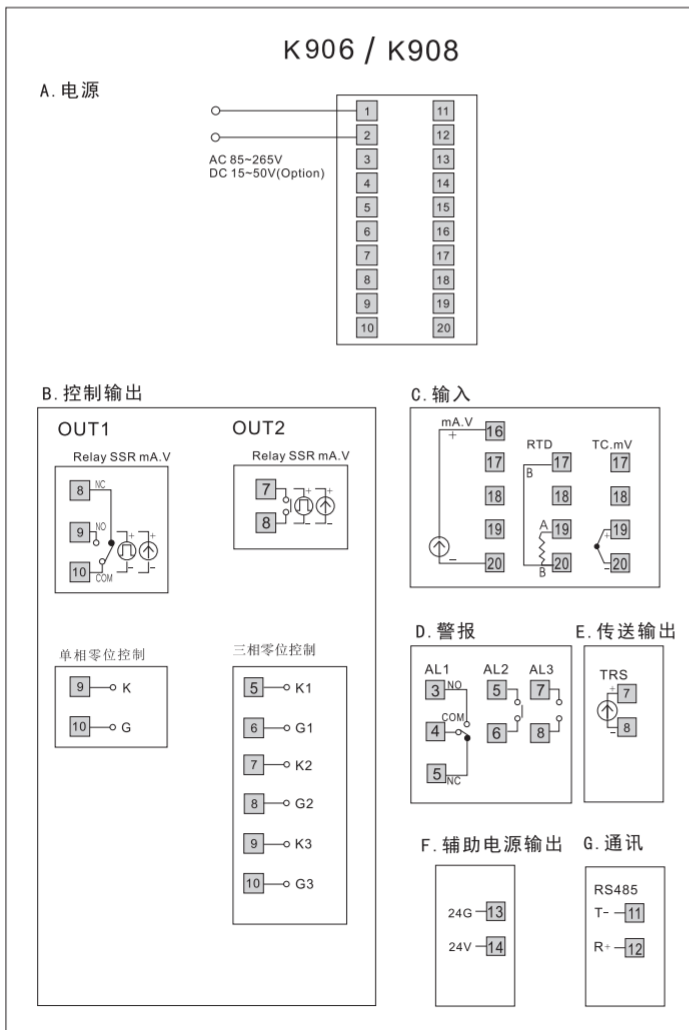 K906 / K908
A.电源
AC 85~265V
DC 15~50V(Option)
1 11
2 12
3 13
4 14
5 15
6 16
7 17
8 18
9 19
10 20
B.控制输出
OUT1
Relay SSR mA.V
8 NC
9 NO
+ +
- -
10 COM
OUT2
Relay SSR mA.V
7
+ +
8
- -
单相零位控制
9 K
10 G
三相零位控制
5 K1
6 G1
7 K2
8 G2
9 K3
10 G3
C.输入
mA.V
+ 16
17
18
19
- 20
RTD
B 17
18
A 19
B 20
TC.mV
17
18
+ 19
- 20
D.警报
AL1
3 NO
4 COM
5 NC
AL2
5
6
AL3
7
8
E.传送输出
TRS
+ 7
- 8
F.辅助电源输出
24G 13
24V 14
G.通讯
RS485
T- 11
R+ 12